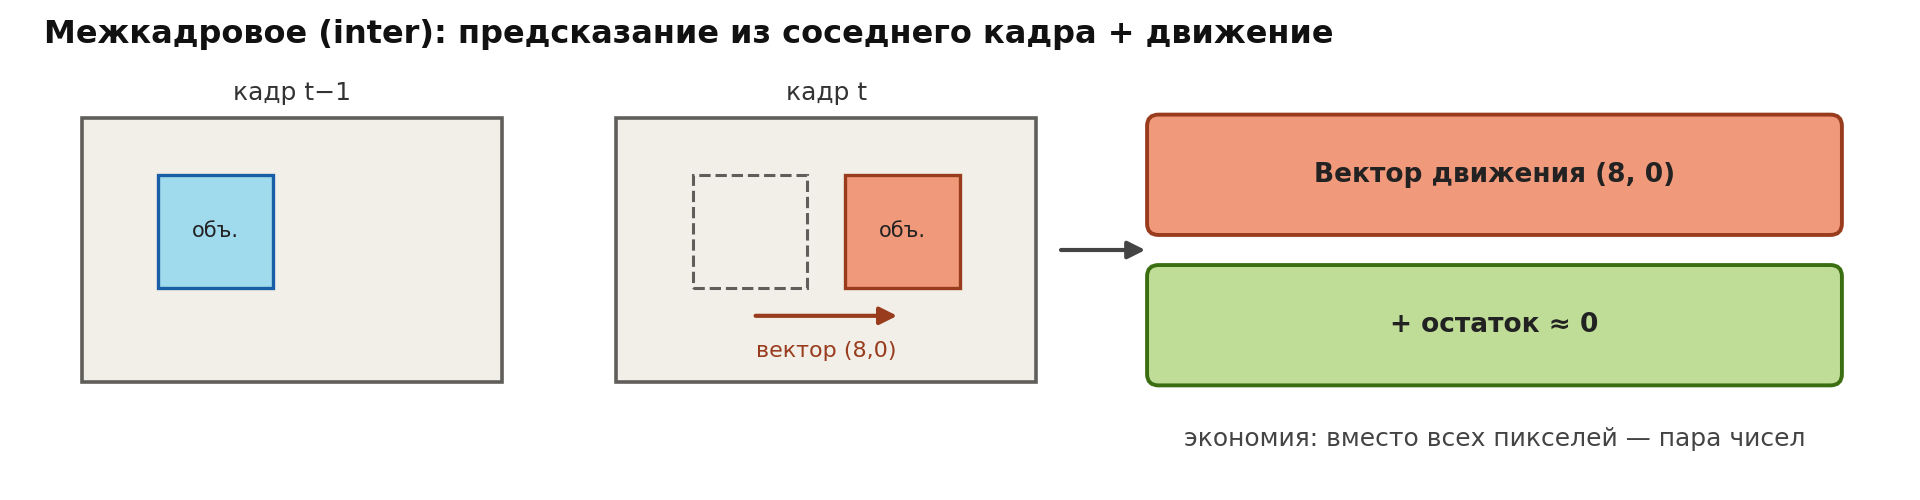 Межкадровое (inter): предсказание из соседнего кадра + движение
кадр t−1
кадр t
объ.
объ.
вектор (8,0)
Вектор движения (8, 0)
+ остаток ≈ 0
экономия: вместо всех пикселей — пара чисел